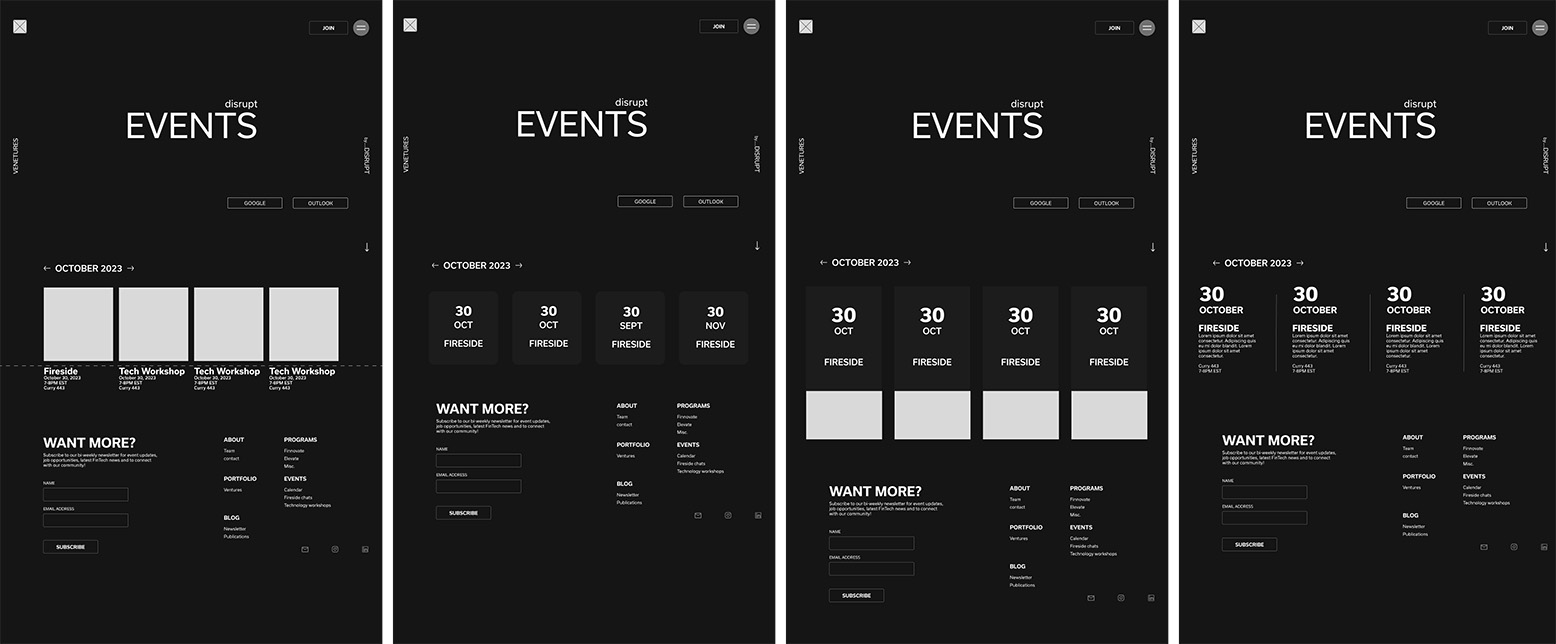 JOIN
disrupt
EVENTS
VENETURES
by...DISRUPT
GOOGLE OUTLOOK
↓
← OCTOBER 2023 →
Fireside
October 30, 2023
7-8PM EST
Curry 443
Tech Workshop
October 30, 2023
7-8PM EST
Curry 443
Tech Workshop
October 30, 2023
7-8PM EST
Curry 443
Tech Workshop
October 30, 2023
7-8PM EST
Curry 443
WANT MORE?
Subscribe to our bi-weekly newsletter for event updates,
job opportunities, latest FinTech news and to connect
with our community!
NAME
EMAIL ADDRESS
SUBSCRIBE
ABOUT
Team
contact
PORTFOLIO
Ventures
BLOG
Newsletter
Publications
PROGRAMS
Finnovate
Elevate
Misc.
EVENTS
Calendar
Fireside chats
Technology workshops
JOIN
disrupt
EVENTS
VENETURES
by...DISRUPT
GOOGLE OUTLOOK
↓
← OCTOBER 2023 →
30
OCT
FIRESIDE
30
OCT
FIRESIDE
30
SEPT
FIRESIDE
30
NOV
FIRESIDE
WANT MORE?
Subscribe to our bi-weekly newsletter for event updates,
job opportunities, latest FinTech news and to connect
with our community!
NAME
EMAIL ADDRESS
SUBSCRIBE
ABOUT
Team
contact
PORTFOLIO
Ventures
BLOG
Newsletter
Publications
PROGRAMS
Finnovate
Elevate
Misc.
EVENTS
Calendar
Fireside chats
Technology workshops
JOIN
disrupt
EVENTS
VENETURES
by...DISRUPT
GOOGLE OUTLOOK
↓
← OCTOBER 2023 →
30
OCT
FIRESIDE
30
OCT
FIRESIDE
30
OCT
FIRESIDE
30
OCT
FIRESIDE
WANT MORE?
Subscribe to our bi-weekly newsletter for event updates,
job opportunities, latest FinTech news and to connect
with our community!
NAME
EMAIL ADDRESS
SUBSCRIBE
ABOUT
Team
contact
PORTFOLIO
Ventures
BLOG
Newsletter
Publications
PROGRAMS
Finnovate
Elevate
Misc.
EVENTS
Calendar
Fireside chats
Technology workshops
JOIN
disrupt
EVENTS
VENETURES
by...DISRUPT
GOOGLE OUTLOOK
↓
← OCTOBER 2023 →
30
OCTOBER
FIRESIDE
Lorem ipsum dolor sit amet
consectetur. Adipiscing quis
eu mi dolor blandit. Lorem
ipsum dolor sit amet
consectetur.
Curry 443
7-8PM EST
30
OCTOBER
FIRESIDE
Lorem ipsum dolor sit amet
consectetur. Adipiscing quis
eu mi dolor blandit. Lorem
ipsum dolor sit amet
consectetur.
Curry 443
7-8PM EST
30
OCTOBER
FIRESIDE
Lorem ipsum dolor sit amet
consectetur. Adipiscing quis
eu mi dolor blandit. Lorem
ipsum dolor sit amet
consectetur.
Curry 443
7-8PM EST
30
OCTOBER
FIRESIDE
Lorem ipsum dolor sit amet
consectetur. Adipiscing quis
eu mi dolor blandit. Lorem
ipsum dolor sit amet
consectetur.
Curry 443
7-8PM EST
WANT MORE?
Subscribe to our bi-weekly newsletter for event updates,
job opportunities, latest FinTech news and to connect
with our community!
NAME
EMAIL ADDRESS
SUBSCRIBE
ABOUT
Team
contact
PORTFOLIO
Ventures
BLOG
Newsletter
Publications
PROGRAMS
Finnovate
Elevate
Misc.
EVENTS
Calendar
Fireside chats
Technology workshops